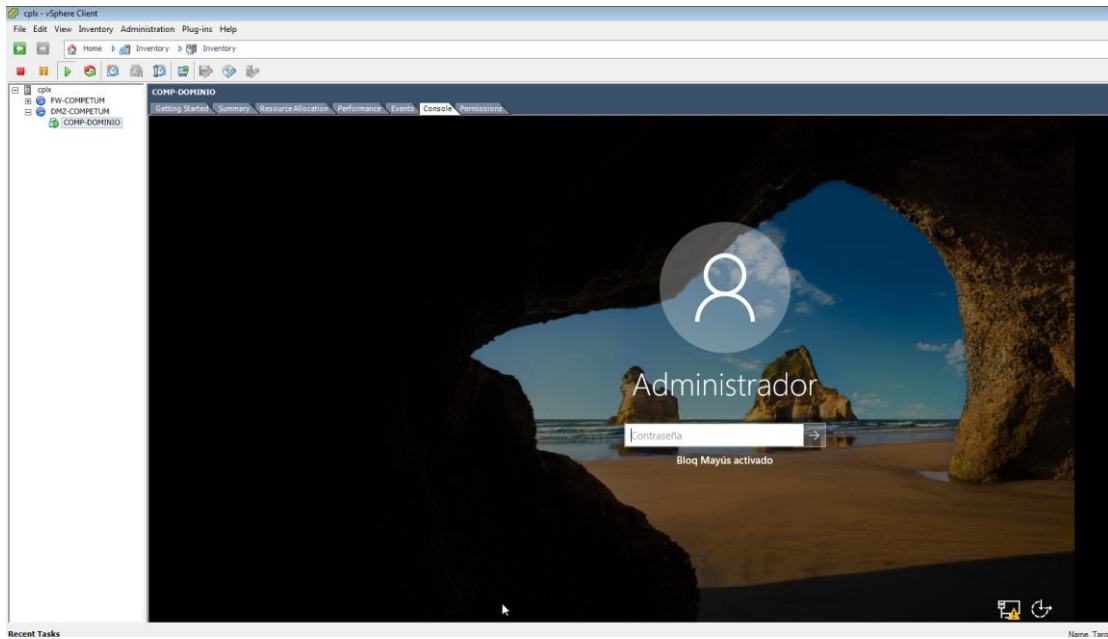 cplx - vSphere Client
File Edit View Inventory Administration Plug-ins Help
Home Inventory Inventory
cplx
FW-COMPETUM
DMZ-COMPETUM
COMP-DOMINIO
COMP-DOMINIO
Getting Started Summary Resource Allocation Performance Events Console Permissions
Administrador
Contraseña
Bloq Mayús activado
Recent Tasks
Name, Targ